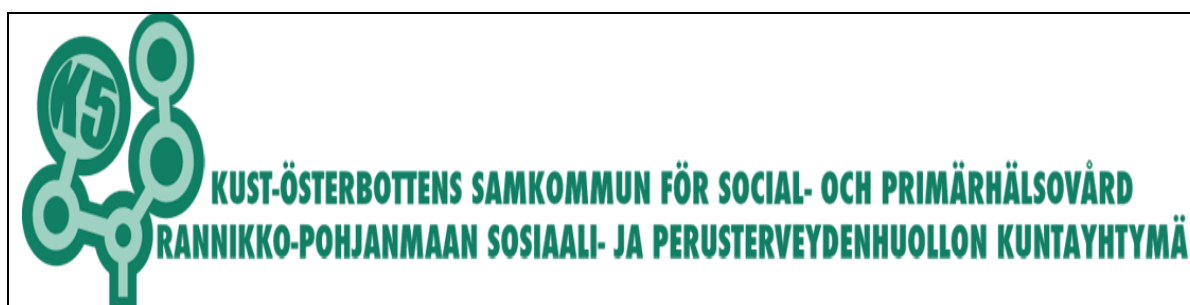 K5
KUST-ÖSTERBOTTENS SAMKOMMUN FÖR SOCIAL- OCH PRIMÄRHÄLSOVÅRD
RANNIKKO-POHJANMAAN SOSIAALI- JA PERUSTERVEYDENHUOLLON KUNTAYHTYMÄ